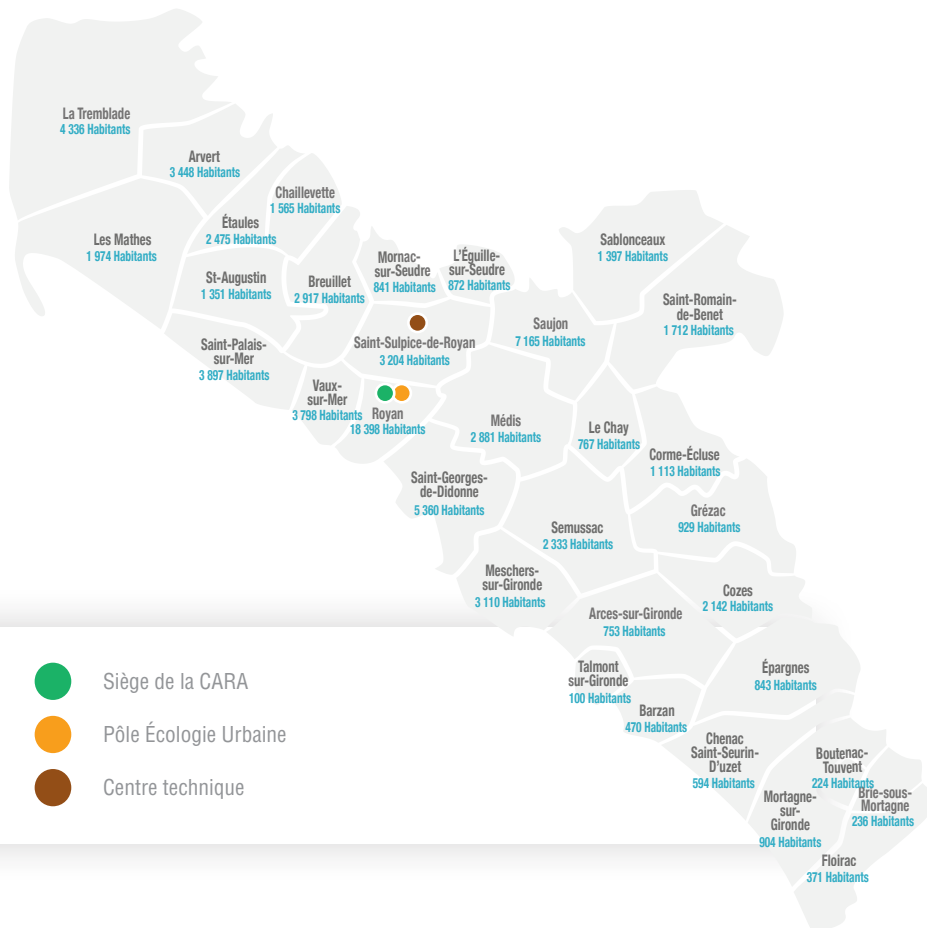 La Tremblade
4 336 Habitants
Arvert
3 448 Habitants
Chaillevette
1 565 Habitants
Étaules
2 475 Habitants
Les Mathes
1 974 Habitants
Sablonceaux
1 397 Habitants
Mornac-
sur-Seudre
841 Habitants
L'Éguille-
sur-Seudre
872 Habitants
St-Augustin
1 351 Habitants
Breuillet
2 917 Habitants
Saint-Romain-
de-Benet
1 712 Habitants
Saujon
7 165 Habitants
Saint-Sulpice-de-Royan
3 204 Habitants
Saint-Palais-
sur-Mer
3 897 Habitants
Vaux-
sur-Mer
3 798 Habitants
Royan
18 398 Habitants
Médis
2 881 Habitants
Le Chay
767 Habitants
Corme-Écluse
1 113 Habitants
Saint-Georges-
de-Didonne
5 360 Habitants
Grézac
929 Habitants
Semussac
2 333 Habitants
Meschers-
sur-Gironde
3 110 Habitants
Cozes
2 142 Habitants
Arces-sur-Gironde
753 Habitants
Talmont
sur-Gironde
100 Habitants
Épargnes
843 Habitants
Barzan
470 Habitants
Chenac
Saint-Seurin-
D'uzet
594 Habitants
Boutenac-
Touvent
224 Habitants
Brie-sous-
Mortagne
236 Habitants
Mortagne-
sur-
Gironde
904 Habitants
Floirac
371 Habitants
Siège de la CARA
Pôle Écologie Urbaine
Centre technique